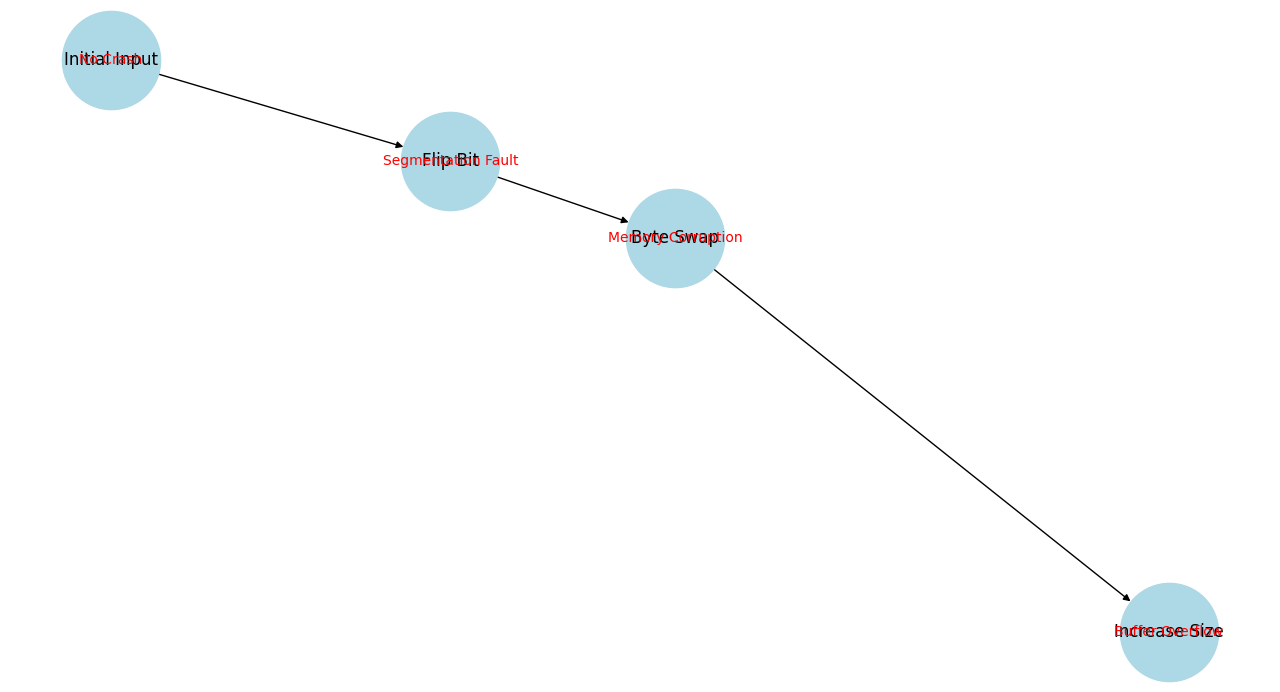 Initial Input
No Crash
Flip Bit
Segmentation Fault
Byte Swap
Memory Corruption
Increase Size
Buffer Overflow